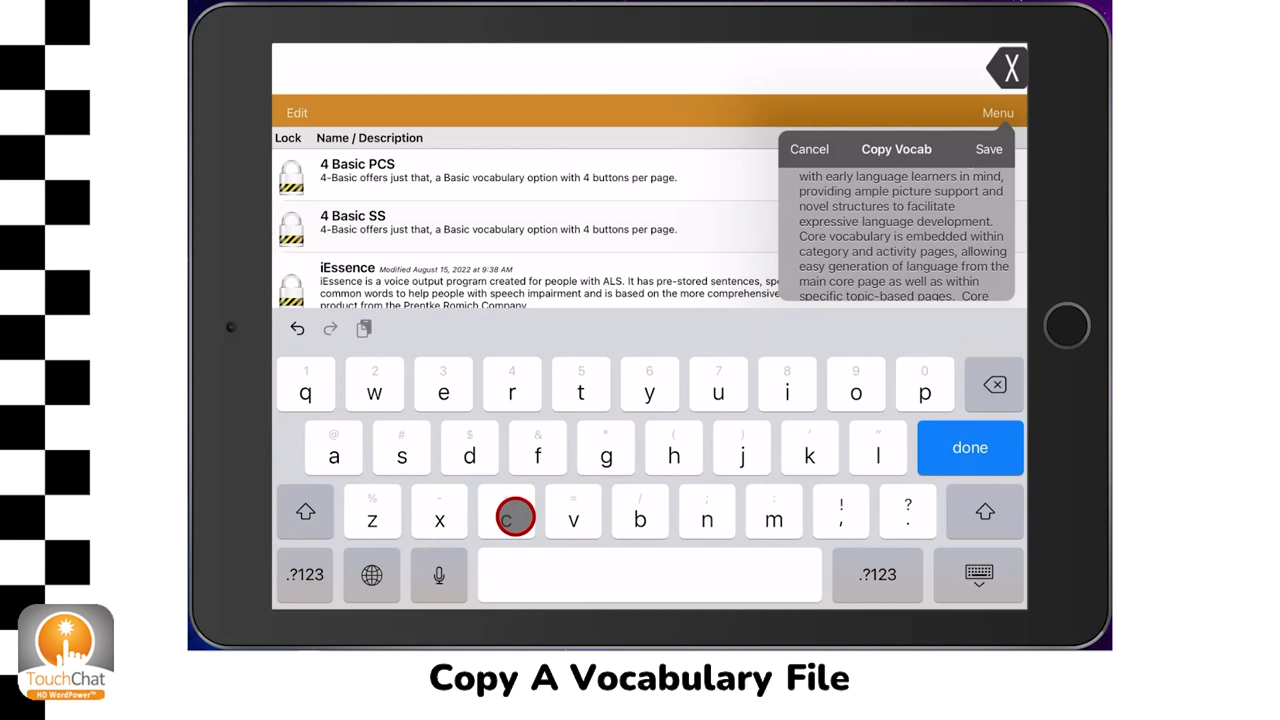 X
Edit
Menu
Lock Name / Description
Cancel Copy Vocab Save
4 Basic PCS
4-Basic offers just that, a Basic vocabulary option with 4 buttons per page.
4 Basic SS
4-Basic offers just that, a Basic vocabulary option with 4 buttons per page.
iEssence Modified August 15, 2022 at 9:38 AM
iEssence is a voice output program created for people with ALS. It has pre-stored sentences, sp
common words to help people with speech impairment and is based on the more comprehensive
product from the Prentke Romich Company.
with early language learners in mind,
providing ample picture support and
novel structures to facilitate
expressive language development.
Core vocabulary is embedded within
category and activity pages, allowing
easy generation of language from the
main core page as well as within
specific topic-based pages. Core
1 2 3 4 5 6 7 8 9 0
q w e r t y u i o p
@ # $ & * ( ) ' "
a s d f g h j k l done
% - = / ; : ! ?
z x c v b n m , .
.?123 .?123
TouchChat
HD WordPower™
Copy A Vocabulary File